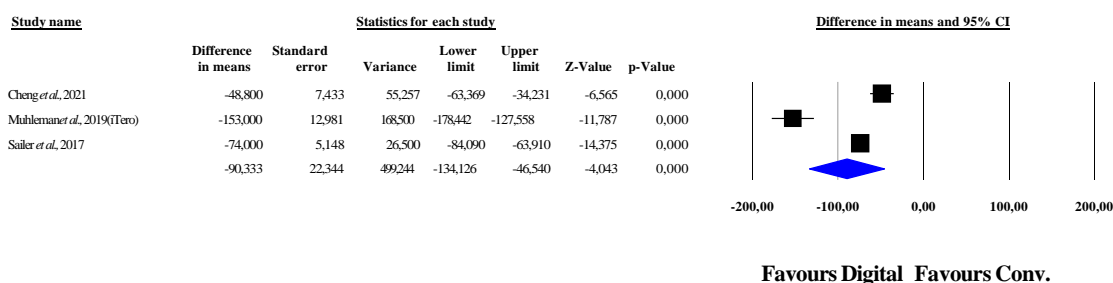 Study name Statistics for each study Difference in means and 95% CI
Difference Standard Lower Upper
in means error Variance limit limit Z-Value p-Value
Cheng et al., 2021 -48,800 7,433 55,257 -63,369 -34,231 -6,565 0,000
Muhleman et al., 2019(iTero) -153,000 12,981 168,500 -178,442 -127,558 -11,787 0,000
Sailer et al., 2017 -74,000 5,148 26,500 -84,090 -63,910 -14,375 0,000
-90,333 22,344 499,244 -134,126 -46,540 -4,043 0,000
-200,00 -100,00 0,00 100,00 200,00
Favours Digital Favours Conv.